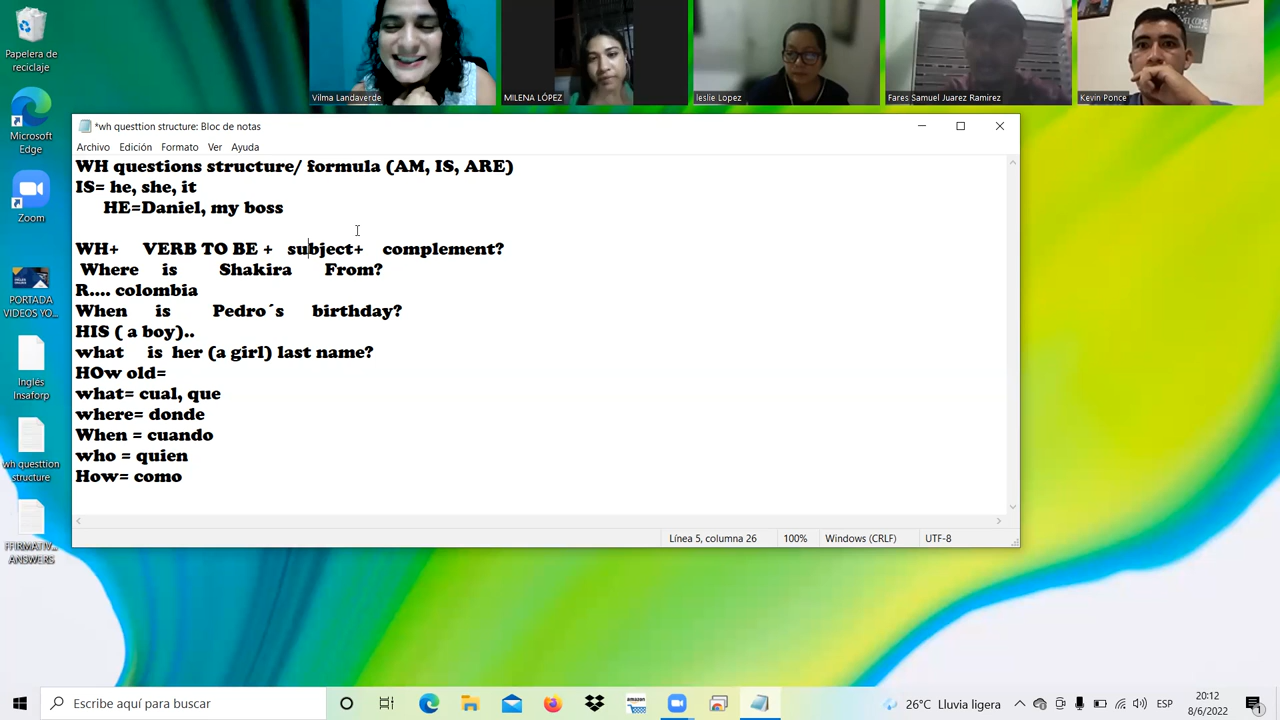 Papelera de
reciclaje
Microsoft
Edge
Zoom
PORTADA
VIDEOS YO...
Inglés
Insaforp
wh questtion
structure
FFIRMATIV...
ANSWERS
Vilma Landaverde
MILENA LÓPEZ
leslie Lopez
Fares Samuel Juarez Ramirez
WELCOME
Kevin Ponce
*wh questtion structure: Bloc de notas
Archivo Edición Formato Ver Ayuda
WH questions structure/ formula (AM, IS, ARE)
IS= he, she, it
HE=Daniel, my boss
WH+ VERB TO BE + subject+ complement?
Where is Shakira From?
R.... colombia
When is Pedro´s birthday?
HIS ( a boy)..
what is her (a girl) last name?
HOw old=
what= cual, que
where= donde
When = cuando
who = quien
How= como
Línea 5, columna 26 100% Windows (CRLF) UTF-8
Escribe aquí para buscar
amazon
26°C Lluvia ligera
ESP
20:12
8/6/2022
1